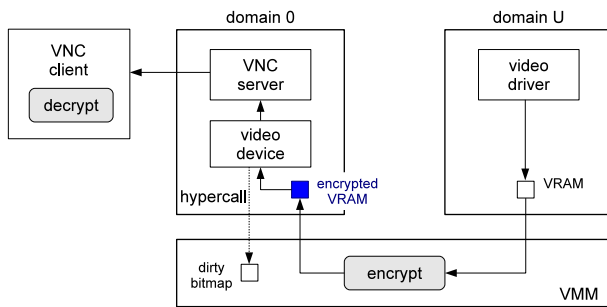 domain 0
domain U
VNC
client
decrypt
VNC
server
video
driver
video
device
hypercall
encrypted
VRAM
VRAM
dirty
bitmap
encrypt
VMM